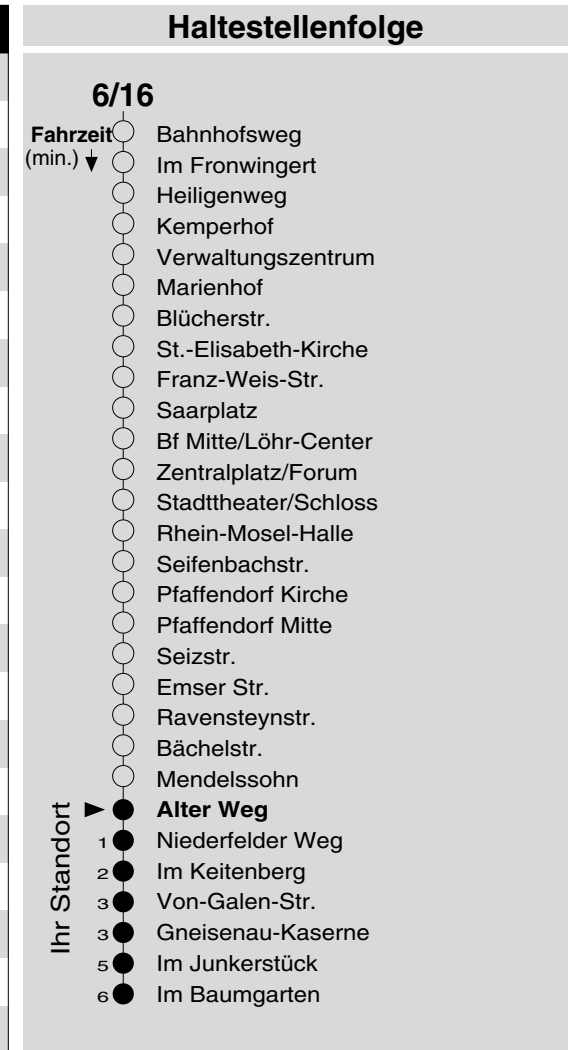 Haltestellenfolge
6/16
Fahrzeit Bahnhofsweg
(min.) Im Fronwingert
Heiligenweg
Kemperhof
Verwaltungszentrum
Marienhof
Blücherstr.
St.-Elisabeth-Kirche
Franz-Weis-Str.
Saarplatz
Bf Mitte/Löhr-Center
Zentralplatz/Forum
Stadttheater/Schloss
Rhein-Mosel-Halle
Seifenbachstr.
Pfaffendorf Kirche
Pfaffendorf Mitte
Seizstr.
Emser Str.
Ravensteynstr.
Bächelstr.
Mendelssohn
Alter Weg
1 Niederfelder Weg
2 Im Keitenberg
3 Von-Galen-Str.
3 Gneisenau-Kaserne
5 Im Junkerstück
6 Im Baumgarten
Ihr Standort